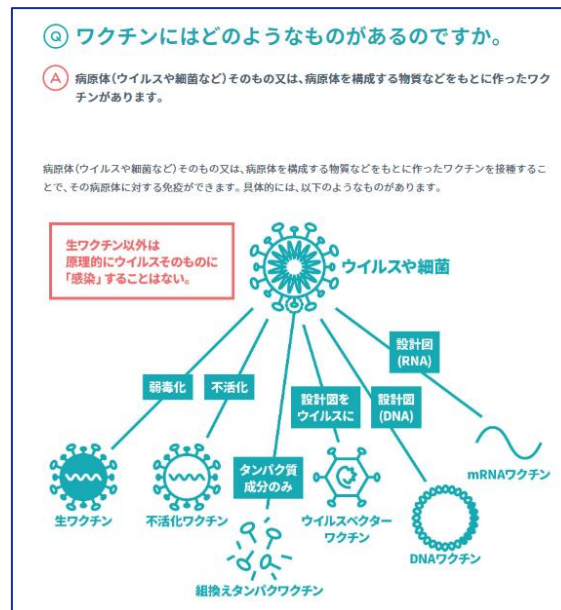 Q ワクチンにはどのようなものがあるのですか。
A 病原体(ウイルスや細菌など)そのもの又は、病原体を構成する物質などをもとに作ったワク
チンがあります。
病原体(ウイルスや細菌など)そのもの又は、病原体を構成する物質などをもとに作ったワクチンを接種するこ
とで、その病原体に対する免疫ができます。具体的には、以下のようなものがあります。
生ワクチン以外は
原理的にウイルスそのものに
「感染」することはない。
ウイルスや細菌
弱毒化
不活化
タンパク質
成分のみ
設計図を
ウイルスに
設計図
(DNA)
設計図
(RNA)
生ワクチン
不活化ワクチン
組換えタンパクワクチン
ウイルスベクター
ワクチン
DNAワクチン
mRNAワクチン